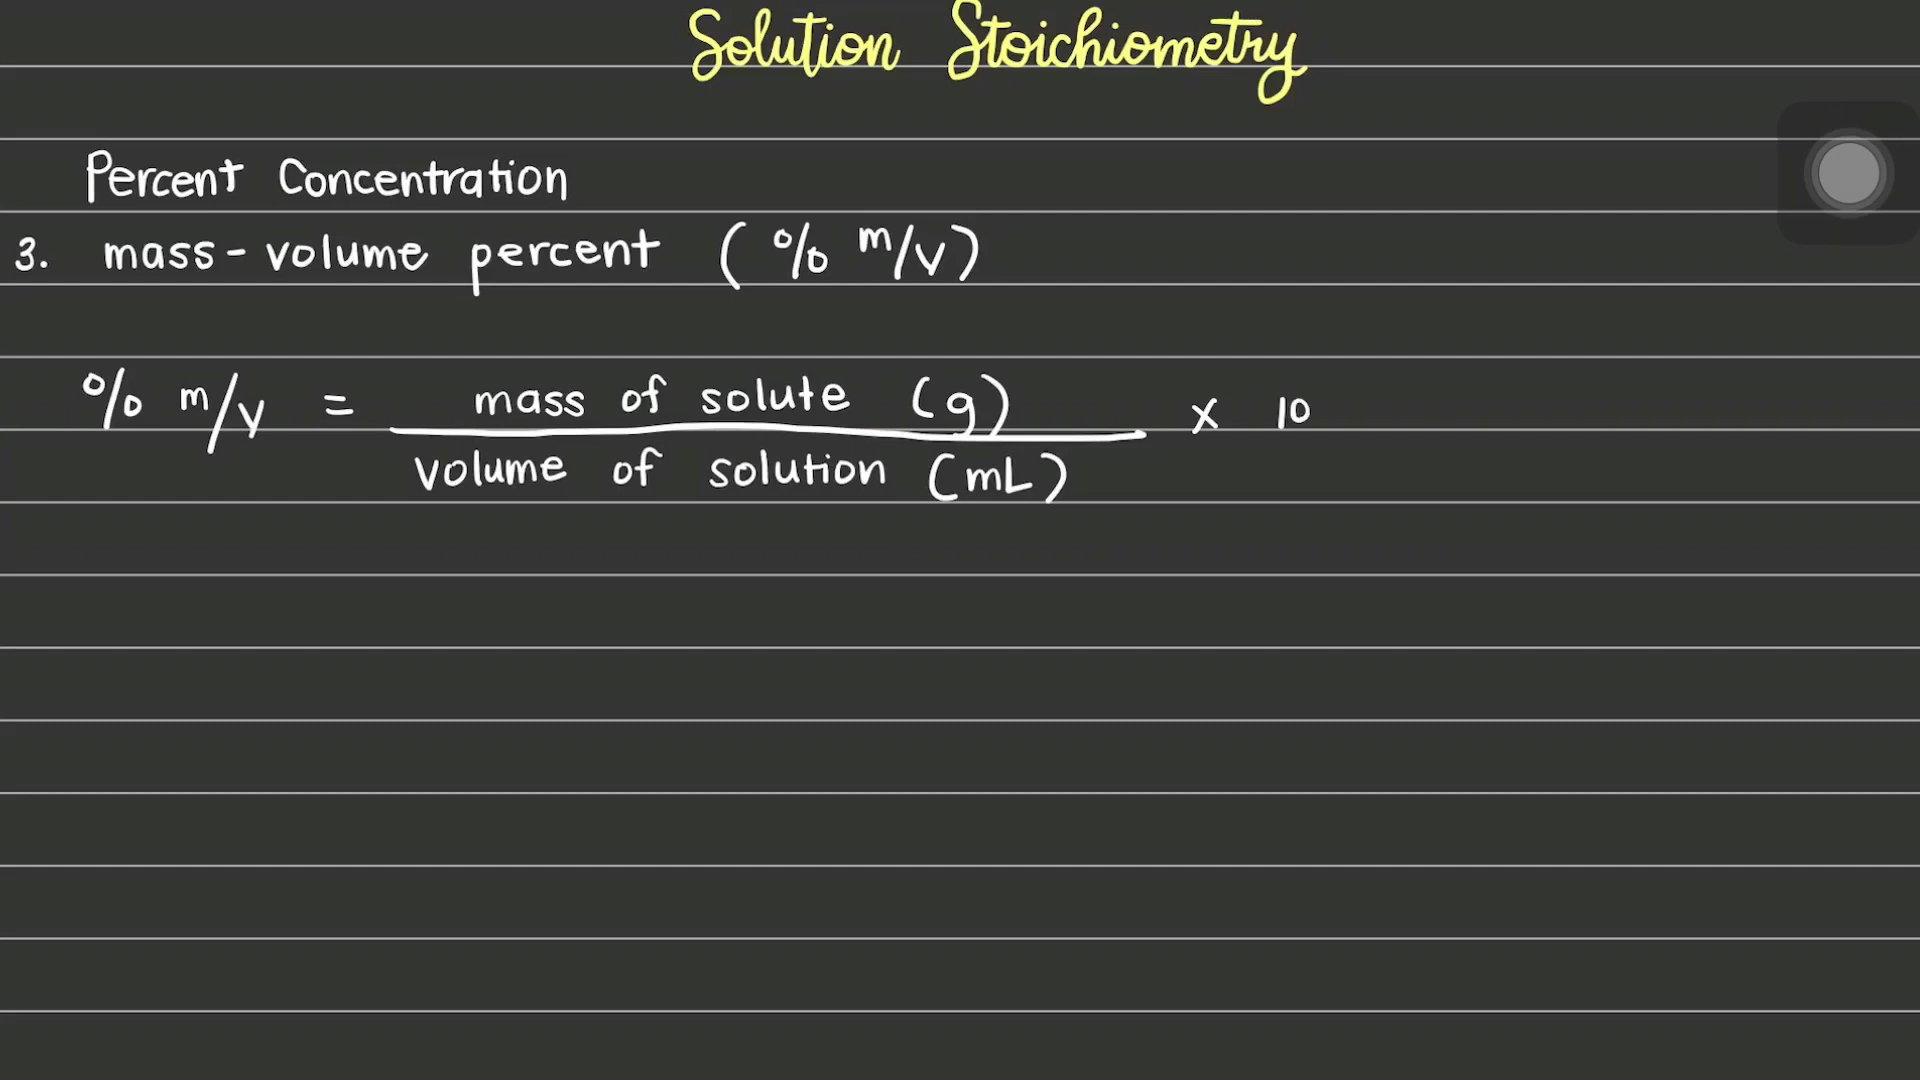 Solution Stoichiometry
Percent Concentration
3. mass-volume percent (% m/v)
% m/v = mass of solute (g) x 10
volume of solution (mL)